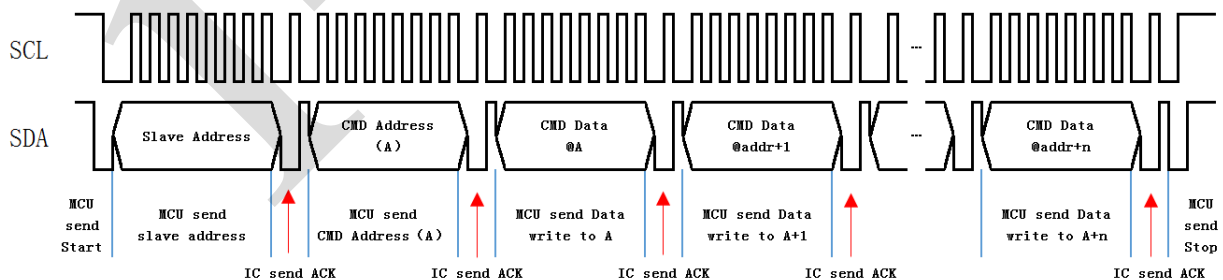 SCL
...
SDA
Slave Address
CMD Address
(A)
CMD Data
@A
CMD Data
@addr+1
...
CMD Data
@addr+n
MCU
send
Start
MCU send
slave address
MCU send
CMD Address (A)
MCU send Data
write to A
MCU send Data
write to A+1
MCU send Data
write to A+n
MCU
send
Stop
IC send ACK
IC send ACK
IC send ACK
IC send ACK
IC send ACK